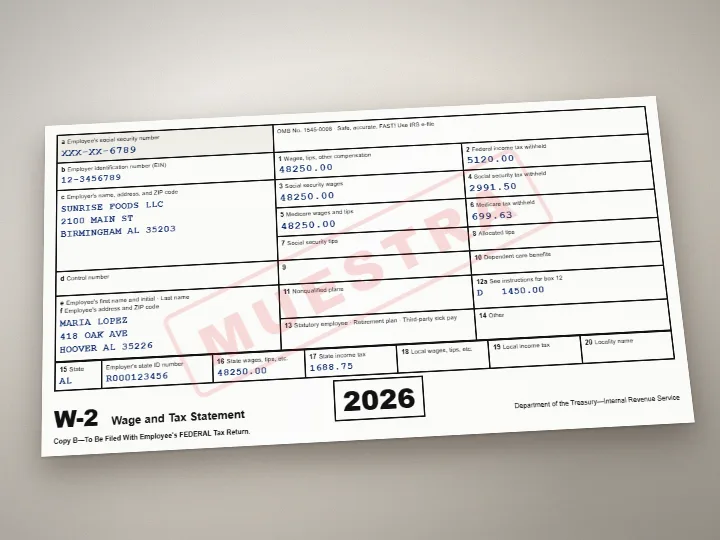 a Employee's social security number
XXX-XX-6789
OMB No. 1545-0008 · Safe, accurate, FAST! Use IRS e-file
b Employer identification number (EIN)
12-3456789
1 Wages, tips, other compensation
48250.00
2 Federal income tax withheld
5120.00
c Employer's name, address, and ZIP code
SUNRISE FOODS LLC
2100 MAIN ST
BIRMINGHAM AL 35203
3 Social security wages
48250.00
4 Social security tax withheld
2991.50
5 Medicare wages and tips
48250.00
6 Medicare tax withheld
699.63
7 Social security tips
8 Allocated tips
d Control number
9
10 Dependent care benefits
e Employee's first name and initial · Last name
f Employee's address and ZIP code
MARIA LOPEZ
418 OAK AVE
HOOVER AL 35226
11 Nonqualified plans
12a See instructions for box 12
D 1450.00
13 Statutory employee · Retirement plan · Third-party sick pay
14 Other
15 State
AL
Employer's state ID number
R000123456
16 State wages, tips, etc.
48250.00
17 State income tax
1688.75
18 Local wages, tips, etc.
19 Local income tax
20 Locality name
MUESTRA
W-2 Wage and Tax Statement
2026
Department of the Treasury—Internal Revenue Service
Copy B—To Be Filed With Employee's FEDERAL Tax Return.